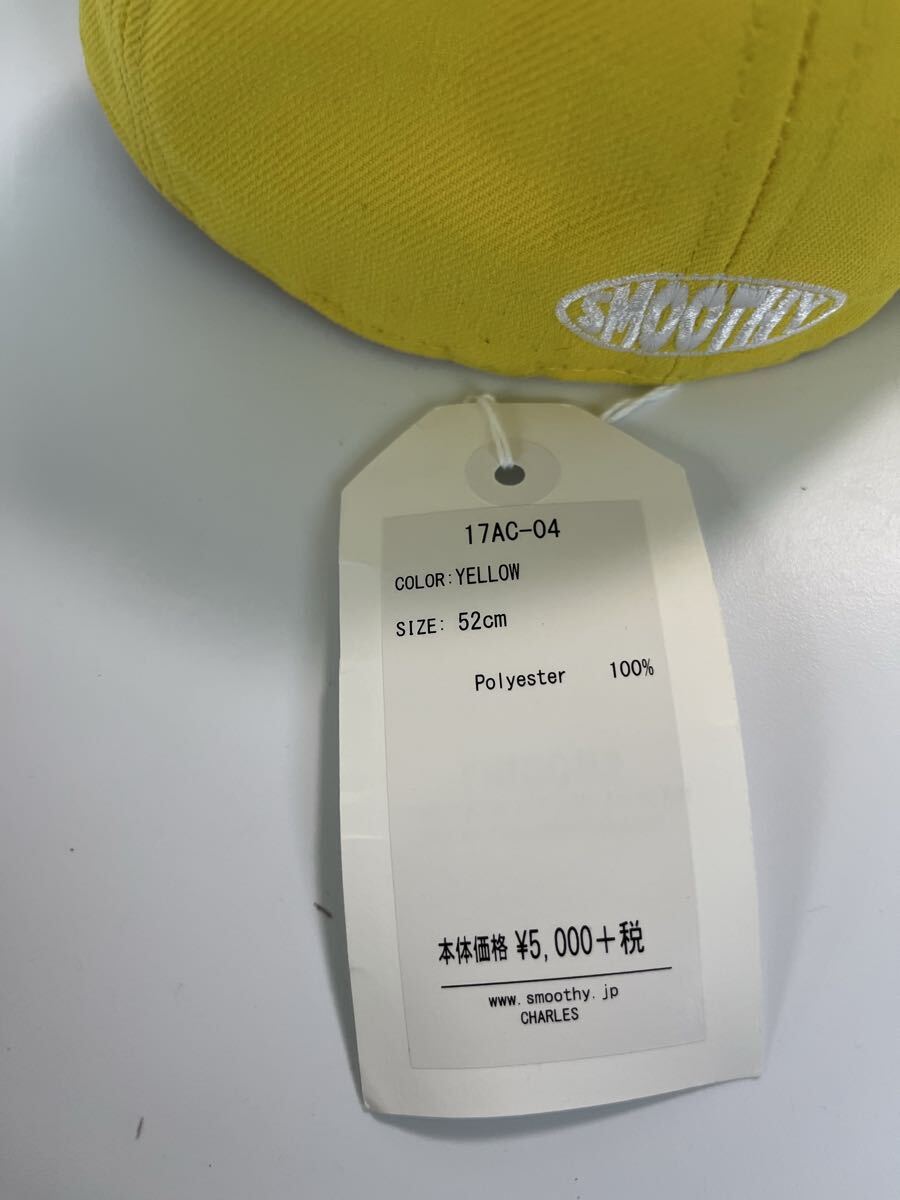 SMOOTHY
17AC-04
COLOR:YELLOW
SIZE: 52cm
Polyester 100%
本体価格 ¥5,000+税
www.smoothy.jp
CHARLES